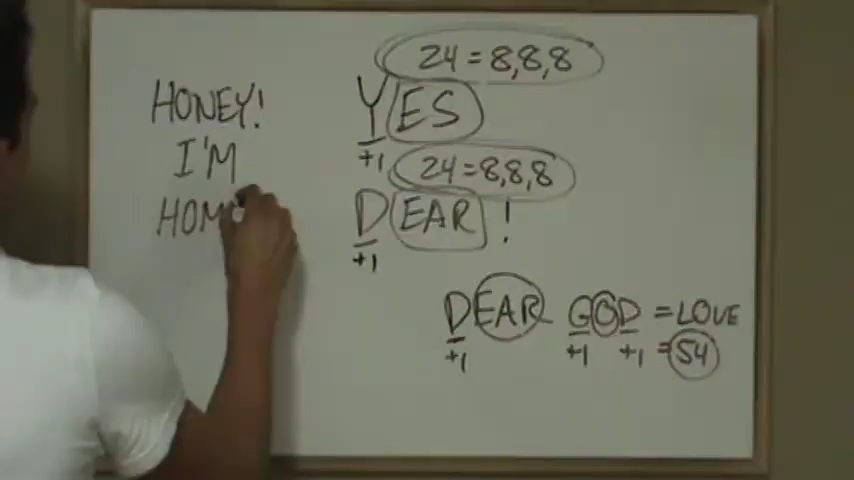 HONEY!
I'M
HOM
24 = 8,8,8
YES
+1
24 = 8,8,8
DEAR !
+1
DEAR GOD = LOVE
+1 +1 +1 = 54